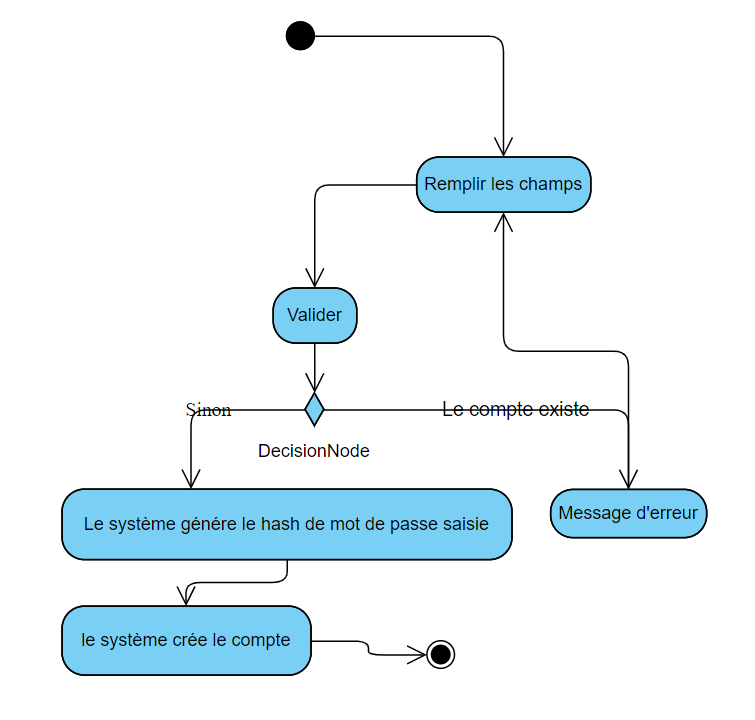 Remplir les champs
Valider
Sinon
Le compte existe
DecisionNode
Le système génére le hash de mot de passe saisie
Message d'erreur
le système crée le compte